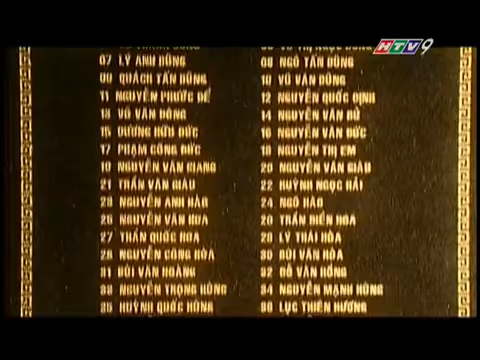 HTV9
07 LÝ ANH DŨNG 08 NGÔ TẤN DŨNG
09 QUÁCH TẤN DŨNG 10 VÕ VĂN DŨNG
11 NGUYỄN PHƯỚC ĐỂ 12 NGUYỄN QUỐC ĐỊNH
13 VÕ VĂN ĐÔNG 14 NGUYỄN VĂN ĐỦ
15 DƯƠNG HỮU ĐỨC 16 NGUYỄN VĂN ĐỨC
17 PHẠM CÔNG ĐỨC 18 NGUYỄN THỊ EM
19 NGUYỄN VĂN GIANG 20 NGUYỄN VĂN GIÀU
21 TRẦN VĂN GIÀU 22 HUỲNH NGỌC HẢI
23 NGUYỄN ANH HÀO 24 NGÔ HÀO
25 NGUYỄN VĂN HOA 26 TRẦN HIỀN HÒA
27 TRẦN QUỐC HOA 28 LÝ THÁI HÒA
29 NGUYỄN CÔNG HÒA 30 BÙI VĂN HÒA
31 BÙI VĂN HOÀNG 32 ĐỖ VĂN HỒNG
33 NGUYỄN TRỌNG HÙNG 34 NGUYỄN MẠNH HÙNG
35 HUỲNH QUỐC HÙNG 36 LỤC THIÊN HƯƠNG